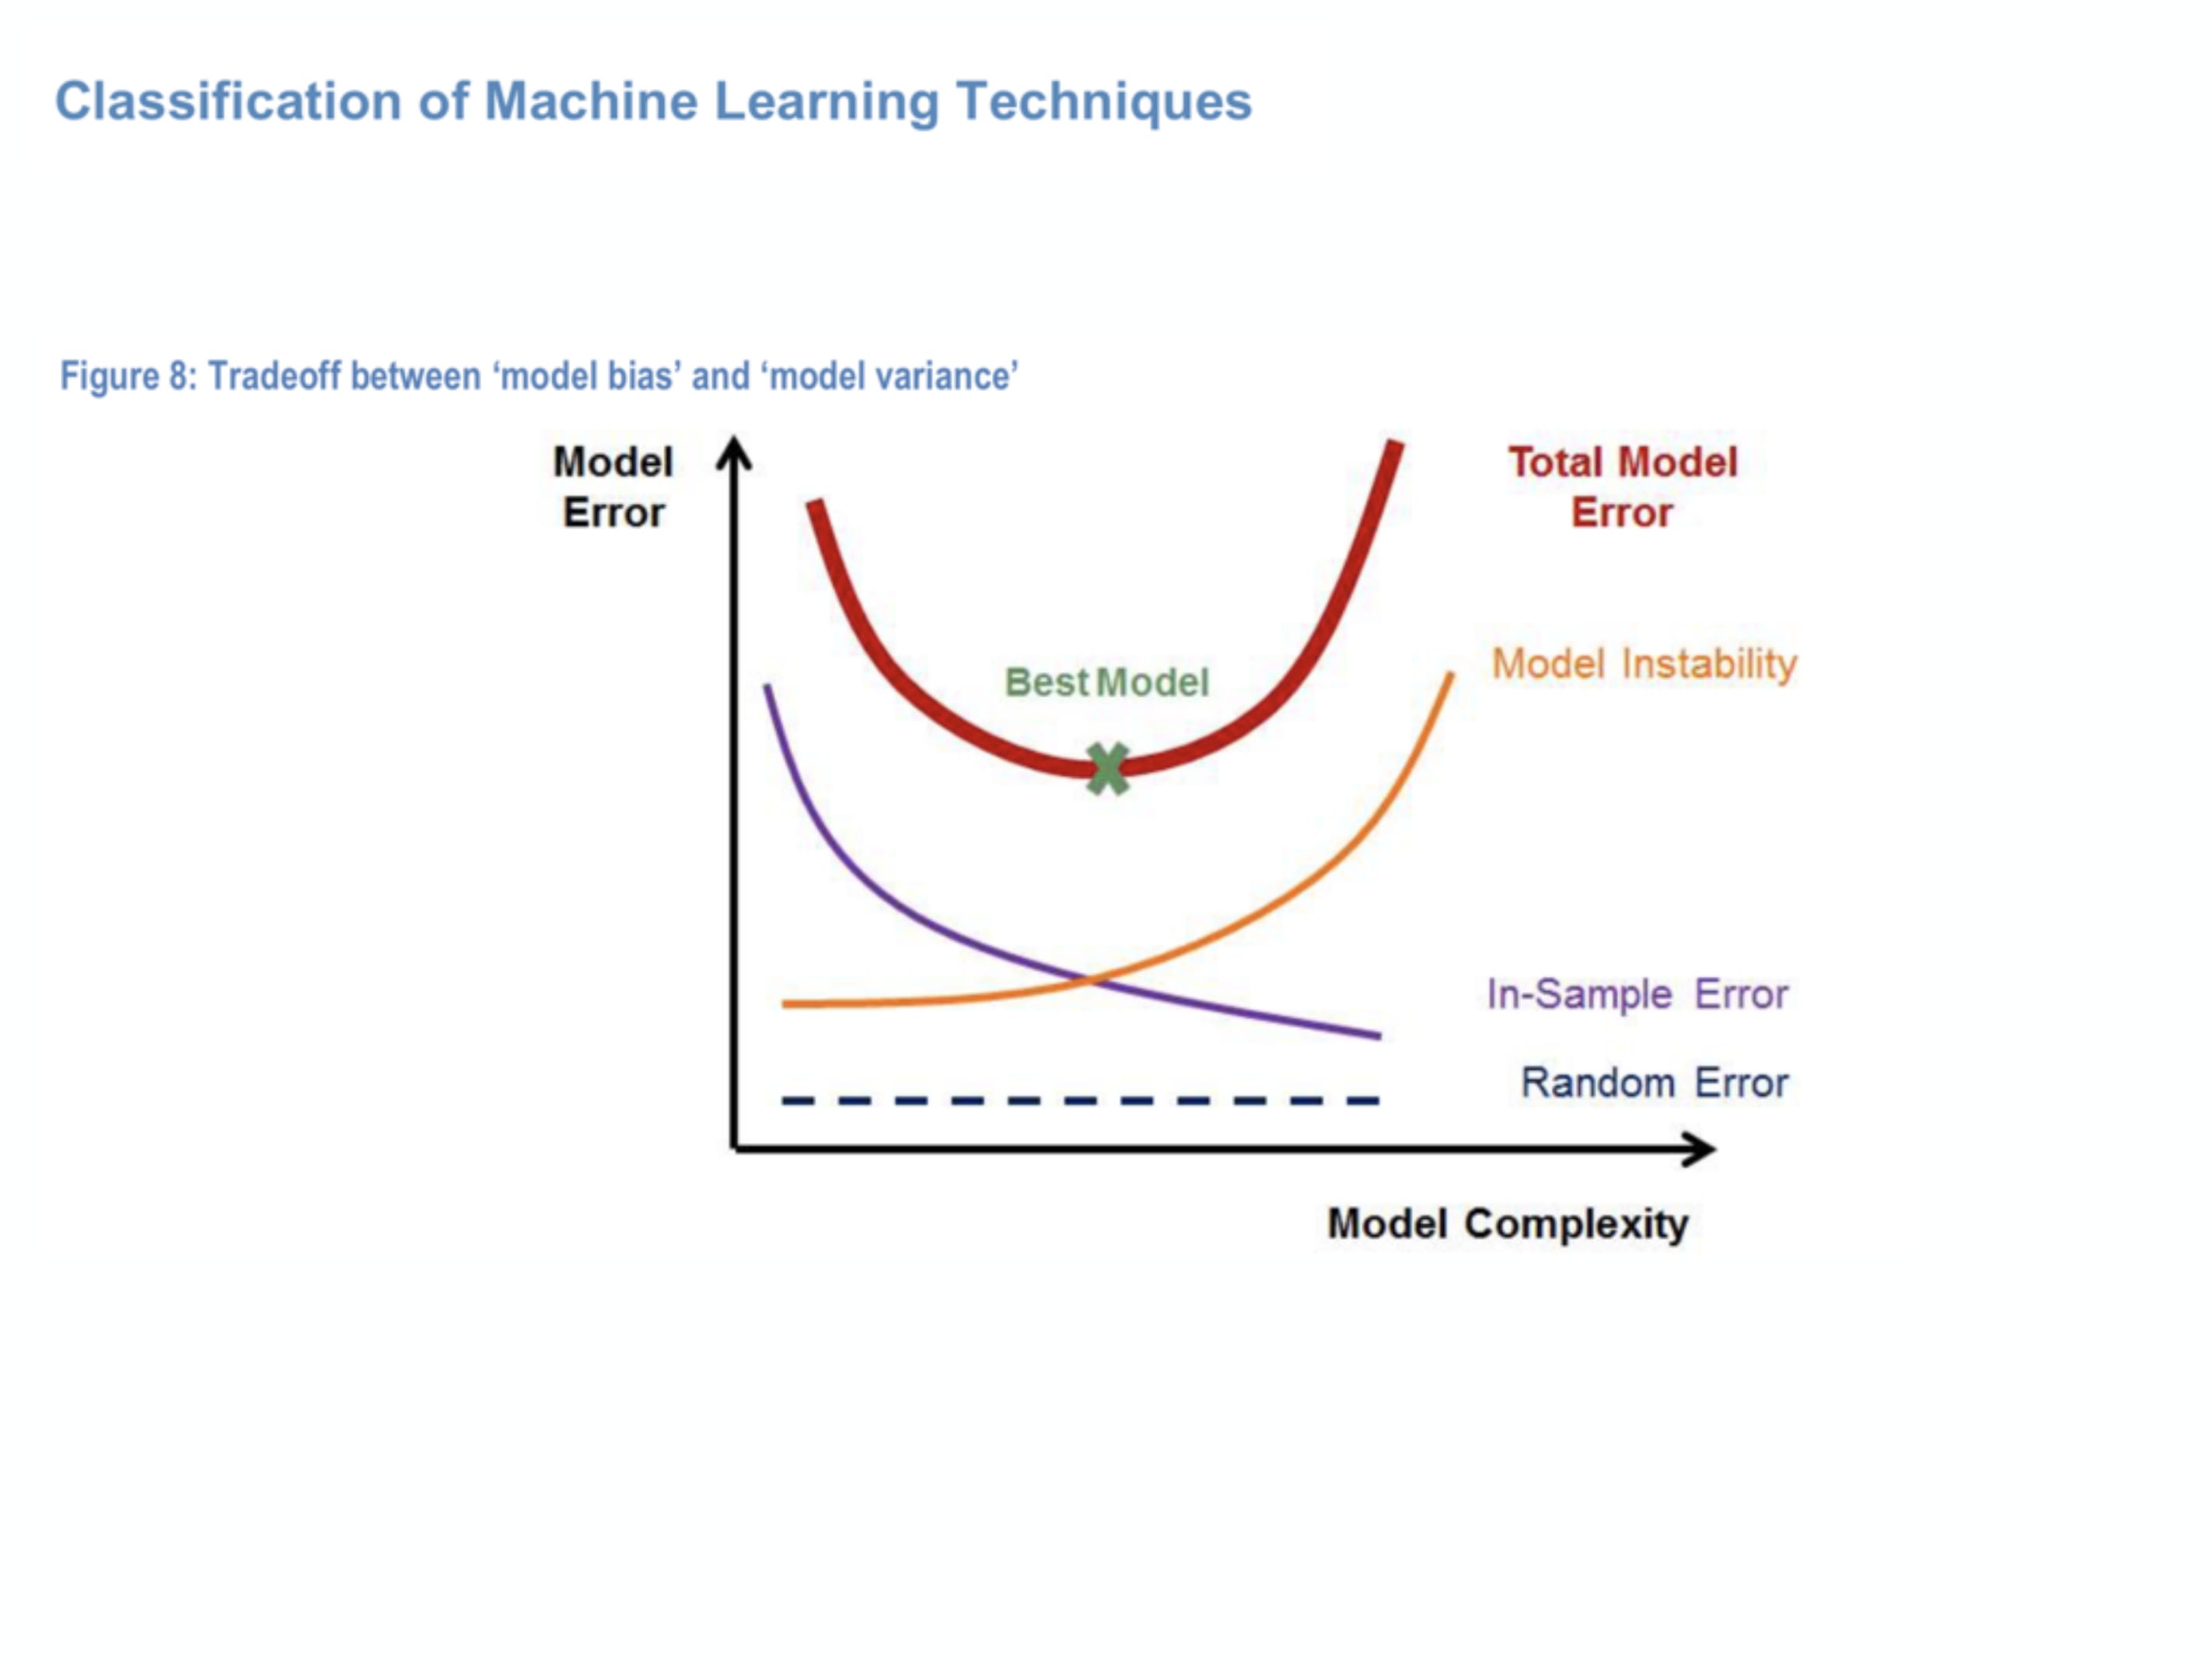 Classification of Machine Learning Techniques
Figure 8: Tradeoff between ‘model bias’ and ‘model variance’
Model
Error
Total Model
Error
Model Instability
Best Model
In-Sample Error
Random Error
Model Complexity